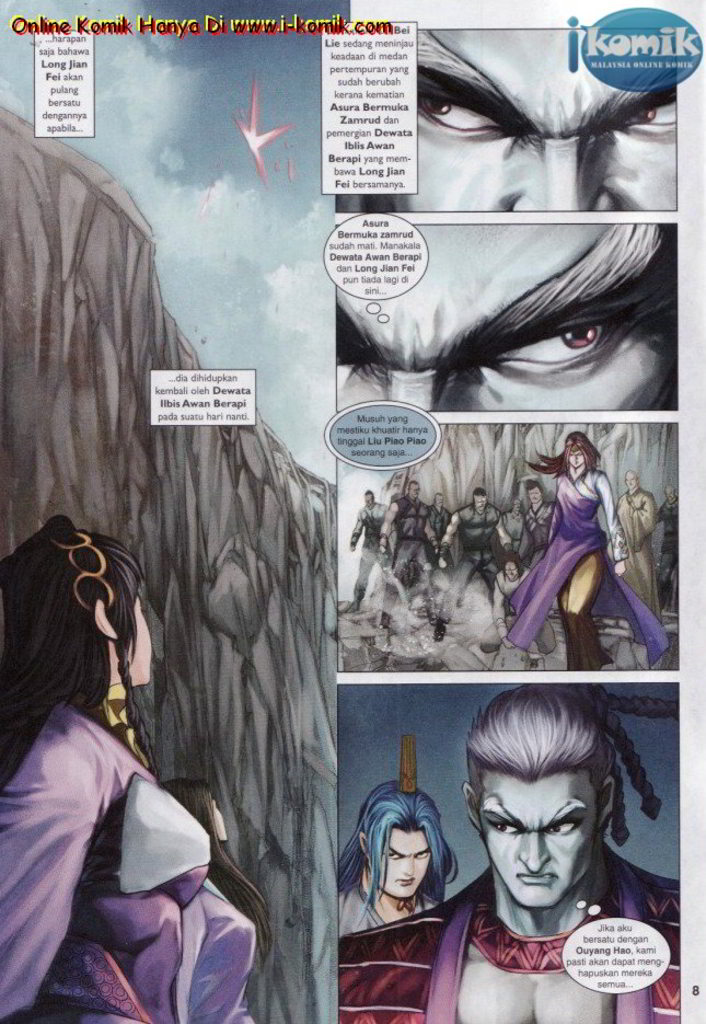 Online Komik Hanya Di www.i-komik.com
ikomik
MALAYSIA ONLINE KOMIK
...harapan
saja bahawa
Long Jian
Fei akan
pulang
bersatu
dengannya
apabila...
...dia dihidupkan
kembali oleh Dewata
Ilbis Awan Berapi
pada suatu hari nanti.
Bei
Lie sedang meninjau
keadaan di medan
pertempuran yang
sudah berubah
kerana kematian
Asura Bermuka
Zamrud dan
pemergian Dewata
Iblis Awan
Berapi yang mem-
bawa Long Jian
Fei bersamanya.
Asura
Bermuka zamrud
sudah mati. Manakala
Dewata Awan Berapi
dan Long Jian Fei
pun tiada lagi di
sini...
Musuh yang
mestiku khuatir hanya
tinggal Liu Piao Piao
seorang saja...
Jika aku
bersatu dengan
Ouyang Hao, kami
pasti akan dapat meng-
hapuskan mereka
semua...
8